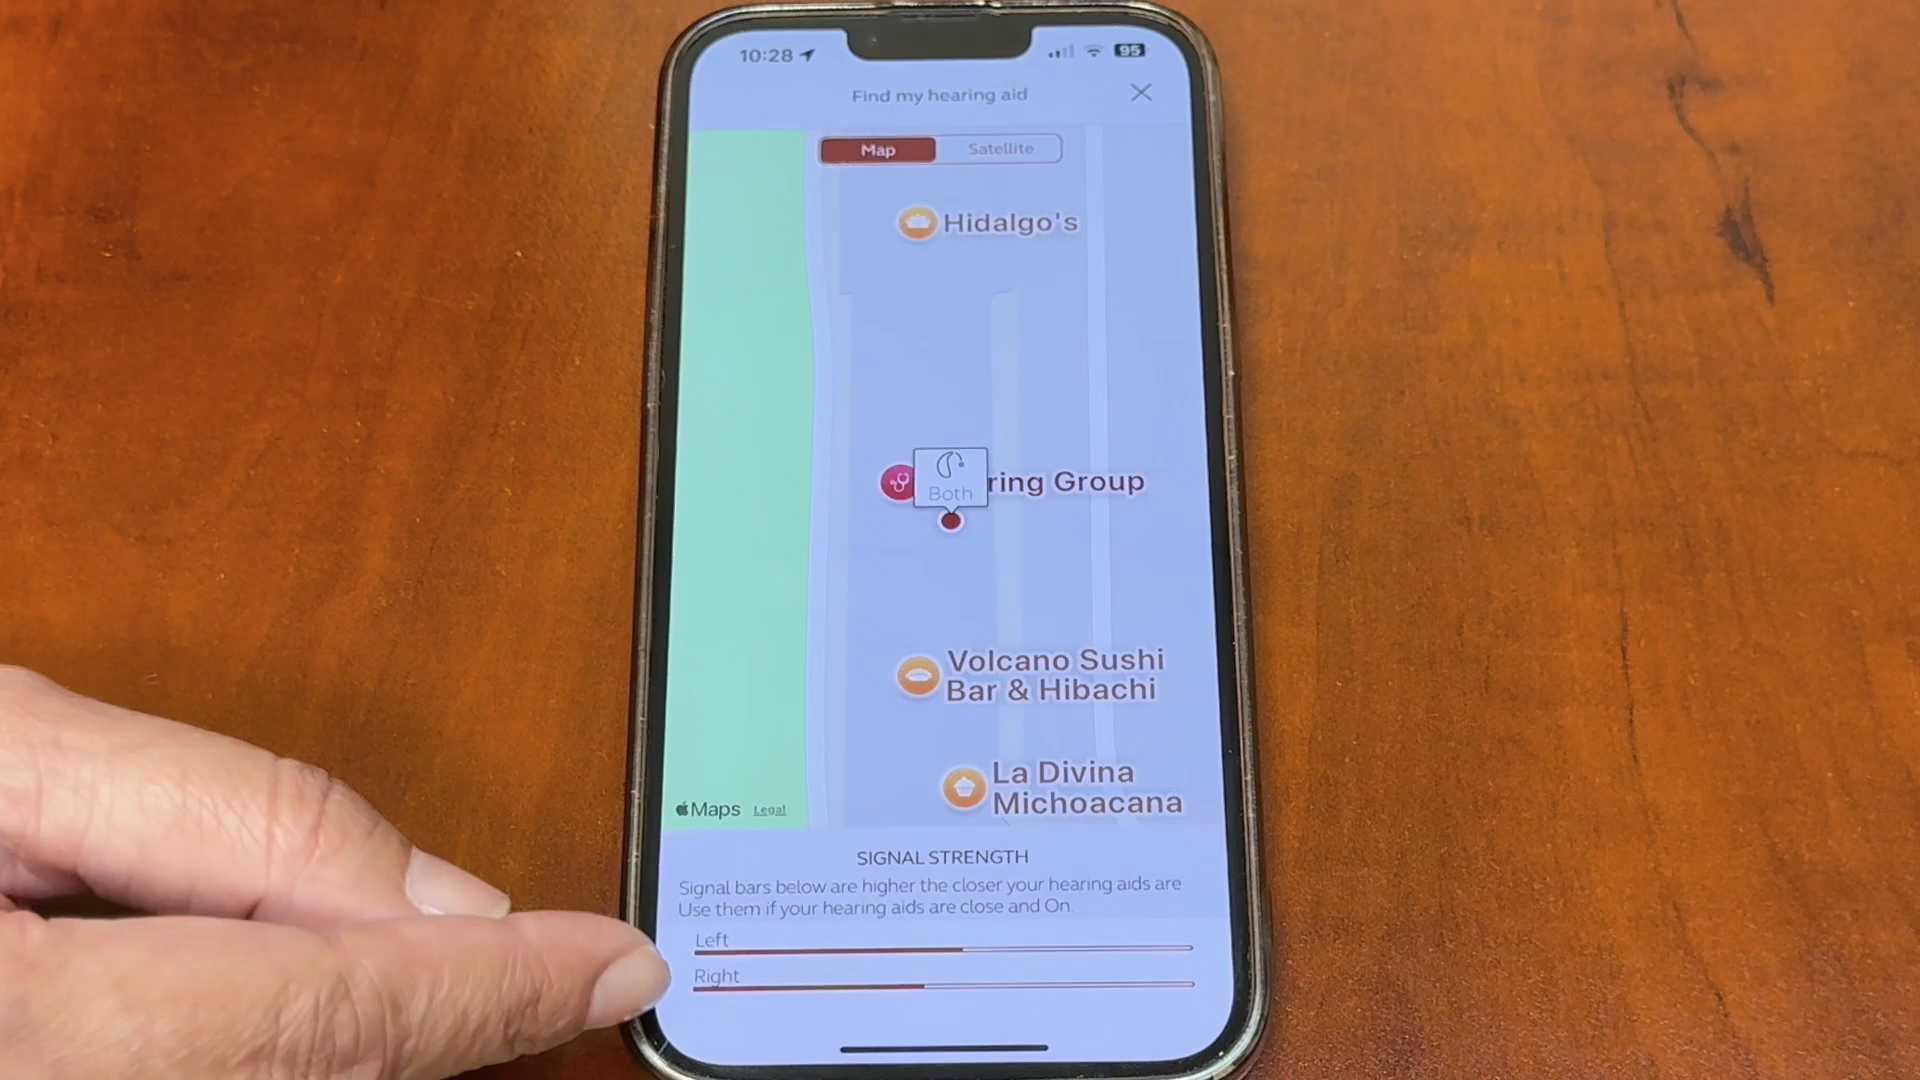 10:28
95
Find my hearing aid
Map
Satellite
Hidalgo's
Both
ring Group
Volcano Sushi
Bar & Hibachi
La Divina
Michoacana
Maps Legal
SIGNAL STRENGTH
Signal bars below are higher the closer your hearing aids are
Use them if your hearing aids are close and On.
Left
Right